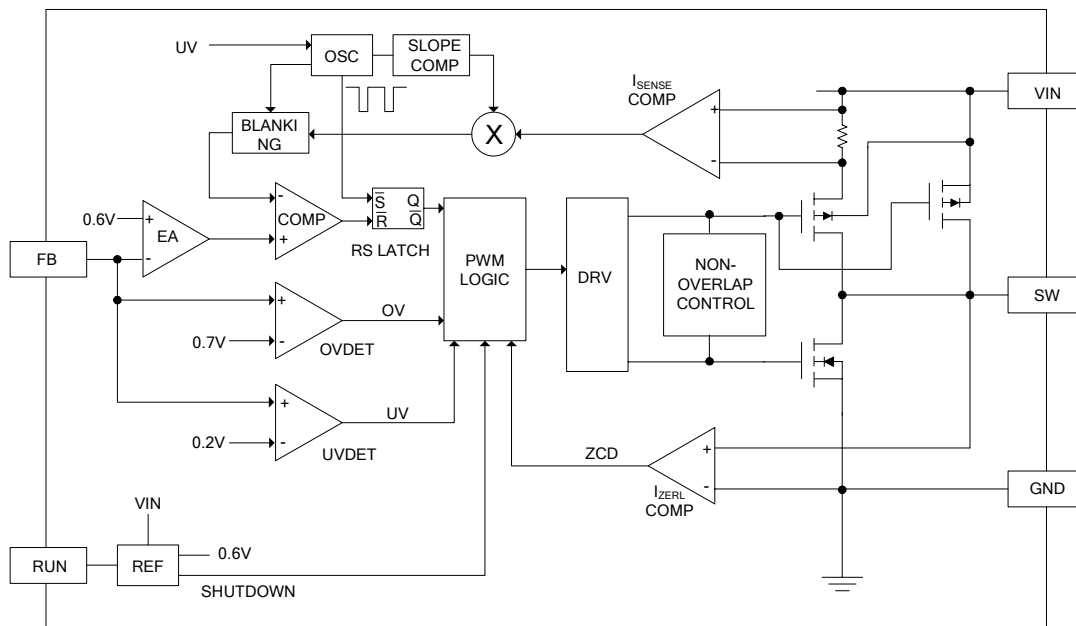 UV
OSC
SLOPE
COMP
I_SENSE
COMP
VIN
BLANKI
NG
X
+
-
0.6V
+
-
EA
-
+
COMP
S̅ Q
R̅ Q̅
RS LATCH
PWM
LOGIC
DRV
NON-
OVERLAP
CONTROL
FB
SW
+
-
0.7V
OV
OVDET
+
-
0.2V
UV
UVDET
ZCD
+
-
I_ZERL
COMP
GND
VIN
RUN
REF
0.6V
SHUTDOWN